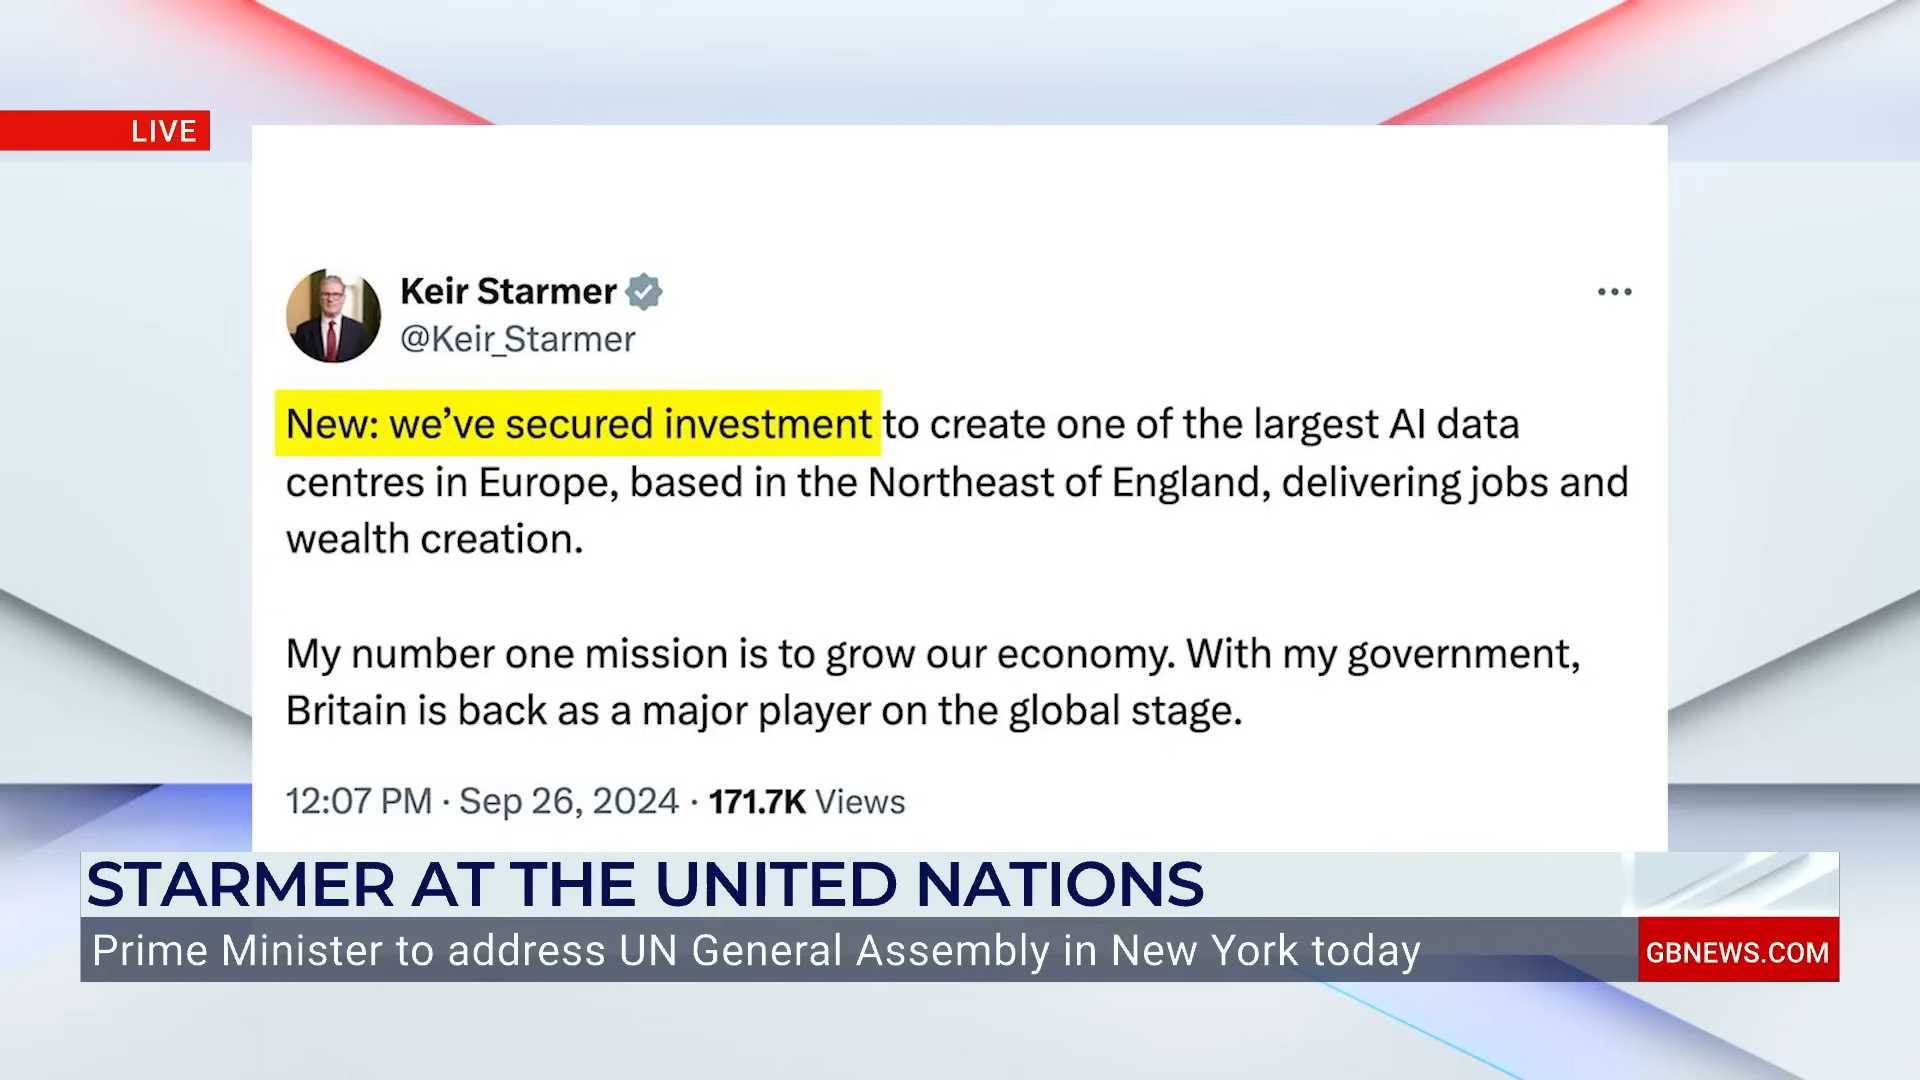 LIVE
Keir Starmer
@Keir_Starmer
New: we’ve secured investment to create one of the largest AI data
centres in Europe, based in the Northeast of England, delivering jobs and
wealth creation.
My number one mission is to grow our economy. With my government,
Britain is back as a major player on the global stage.
12:07 PM · Sep 26, 2024 · 171.7K Views
STARMER AT THE UNITED NATIONS
Prime Minister to address UN General Assembly in New York today
GBNEWS.COM